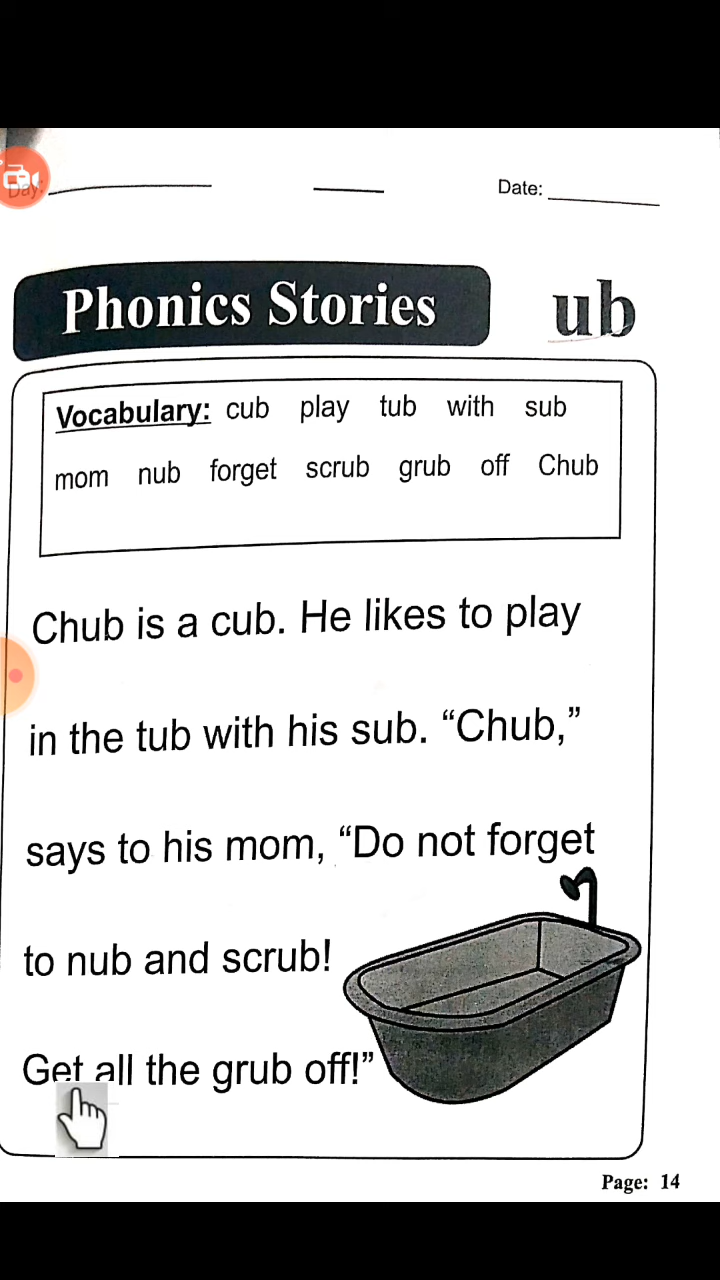 Day:
Date:
Phonics Stories
ub
Vocabulary: cub play tub with sub
mom nub forget scrub grub off Chub
Chub is a cub. He likes to play
in the tub with his sub. “Chub,”
says to his mom, “Do not forget
to nub and scrub!
Get all the grub off!”
Page: 14